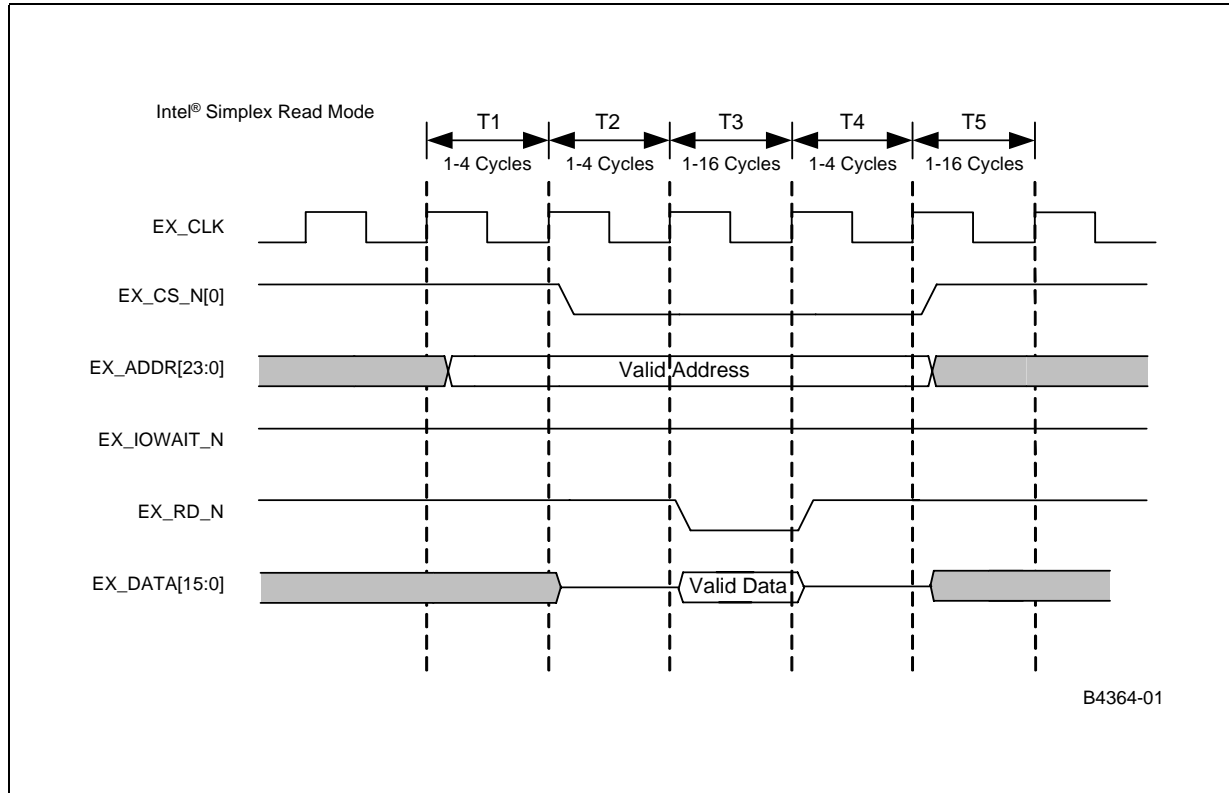 Intel® Simplex Read Mode
T1 T2 T3 T4 T5
1-4 Cycles 1-4 Cycles 1-16 Cycles 1-4 Cycles 1-16 Cycles
EX_CLK
EX_CS_N[0]
EX_ADDR[23:0] Valid Address
EX_IOWAIT_N
EX_RD_N
EX_DATA[15:0] Valid Data
B4364-01